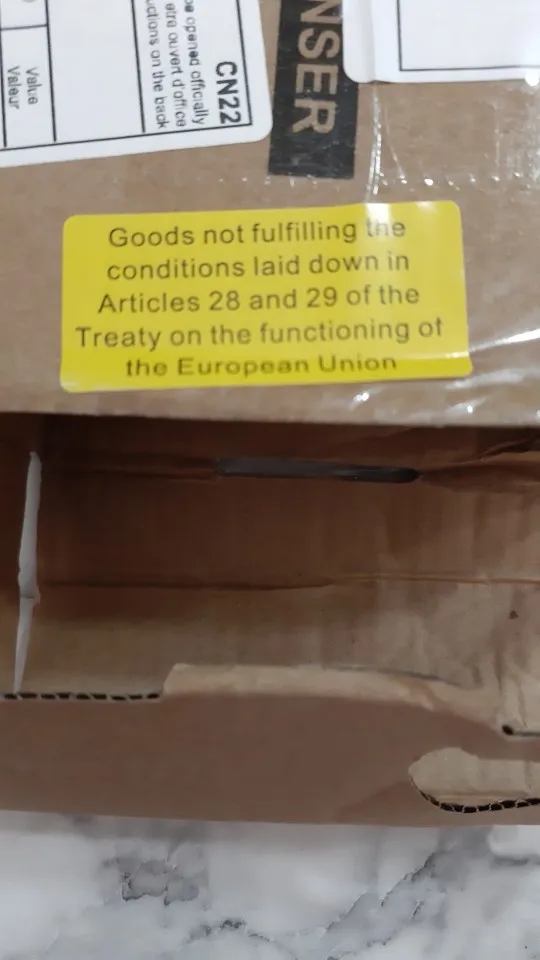 CN22
be opened officially
être ouvert d'office
uctions on the back
Value
Valeur
NSER
Goods not fulfilling the
conditions laid down in
Articles 28 and 29 of the
Treaty on the functioning of
the European Union